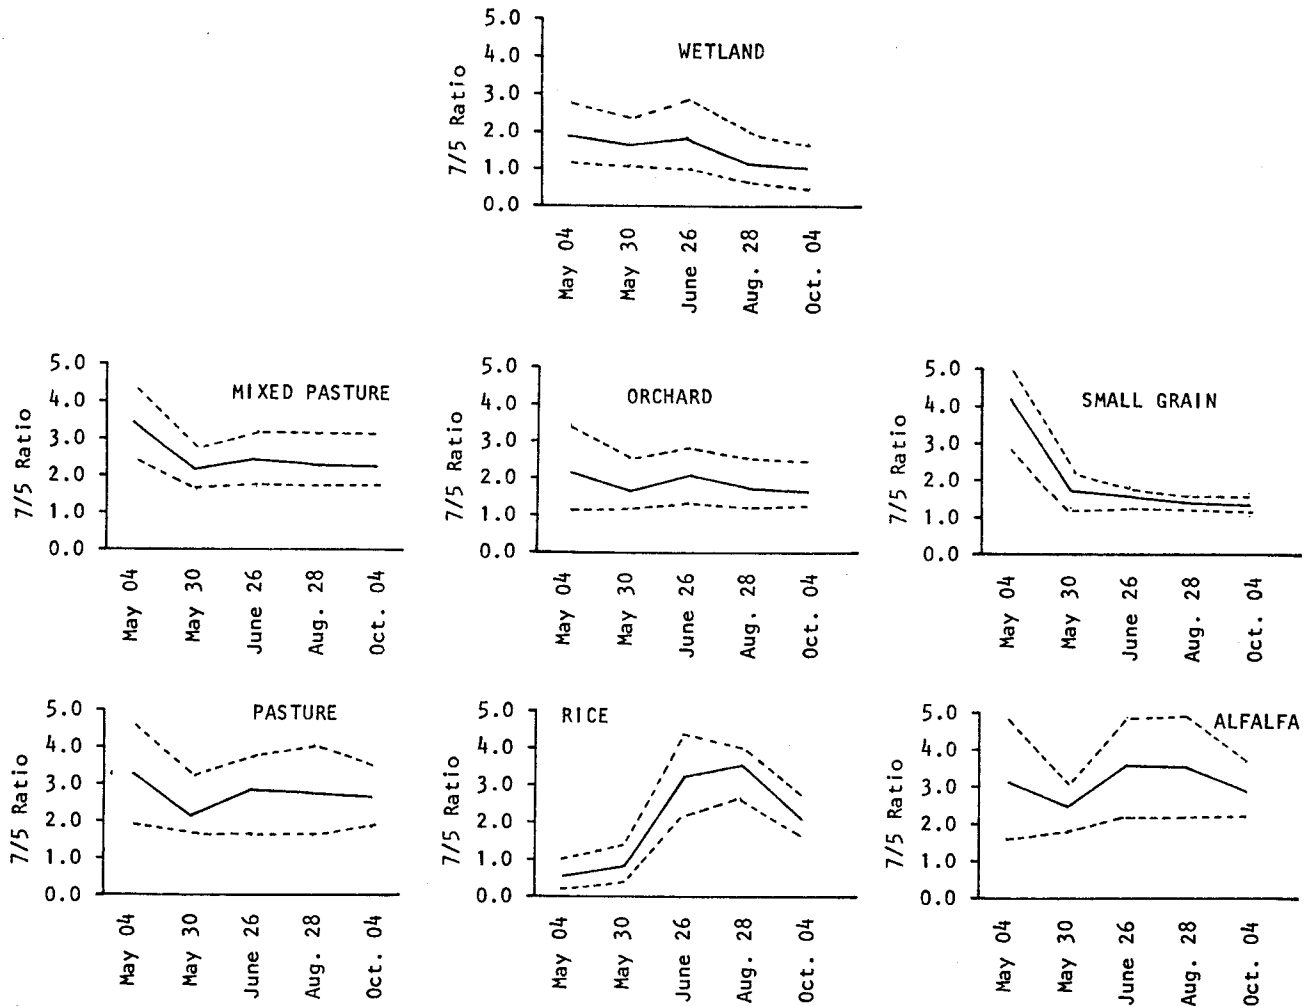 WETLAND
7/5 Ratio
5.0
4.0
3.0
2.0
1.0
0.0
May 04
May 30
June 26
Aug. 28
Oct. 04
MIXED PASTURE
7/5 Ratio
5.0
4.0
3.0
2.0
1.0
0.0
May 04
May 30
June 26
Aug. 28
Oct. 04
ORCHARD
7/5 Ratio
5.0
4.0
3.0
2.0
1.0
0.0
May 04
May 30
June 26
Aug. 28
Oct. 04
SMALL GRAIN
7/5 Ratio
5.0
4.0
3.0
2.0
1.0
0.0
May 04
May 30
June 26
Aug. 28
Oct. 04
PASTURE
7/5 Ratio
5.0
4.0
3.0
2.0
1.0
0.0
May 04
May 30
June 26
Aug. 28
Oct. 04
RICE
7/5 Ratio
5.0
4.0
3.0
2.0
1.0
0.0
May 04
May 30
June 26
Aug. 28
Oct. 04
ALFALFA
7/5 Ratio
5.0
4.0
3.0
2.0
1.0
0.0
May 04
May 30
June 26
Aug. 28
Oct. 04